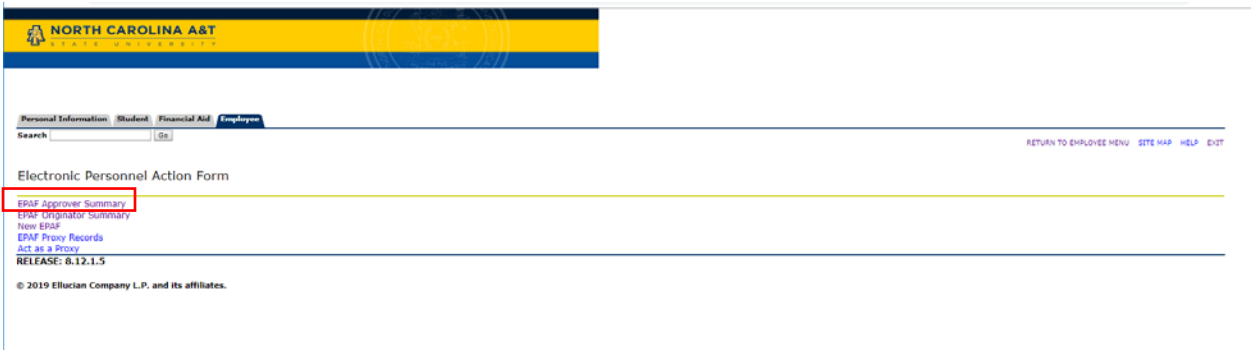 NORTH CAROLINA A&T
STATE UNIVERSITY
Personal Information Student Financial Aid Employee
Search Go
RETURN TO EMPLOYEE MENU SITE MAP HELP EXIT
Electronic Personnel Action Form
EPAF Approver Summary
EPAF Originator Summary
New EPAF
EPAF Proxy Records
Act as a Proxy
RELEASE: 8.12.1.5
© 2019 Ellucian Company L.P. and its affiliates.